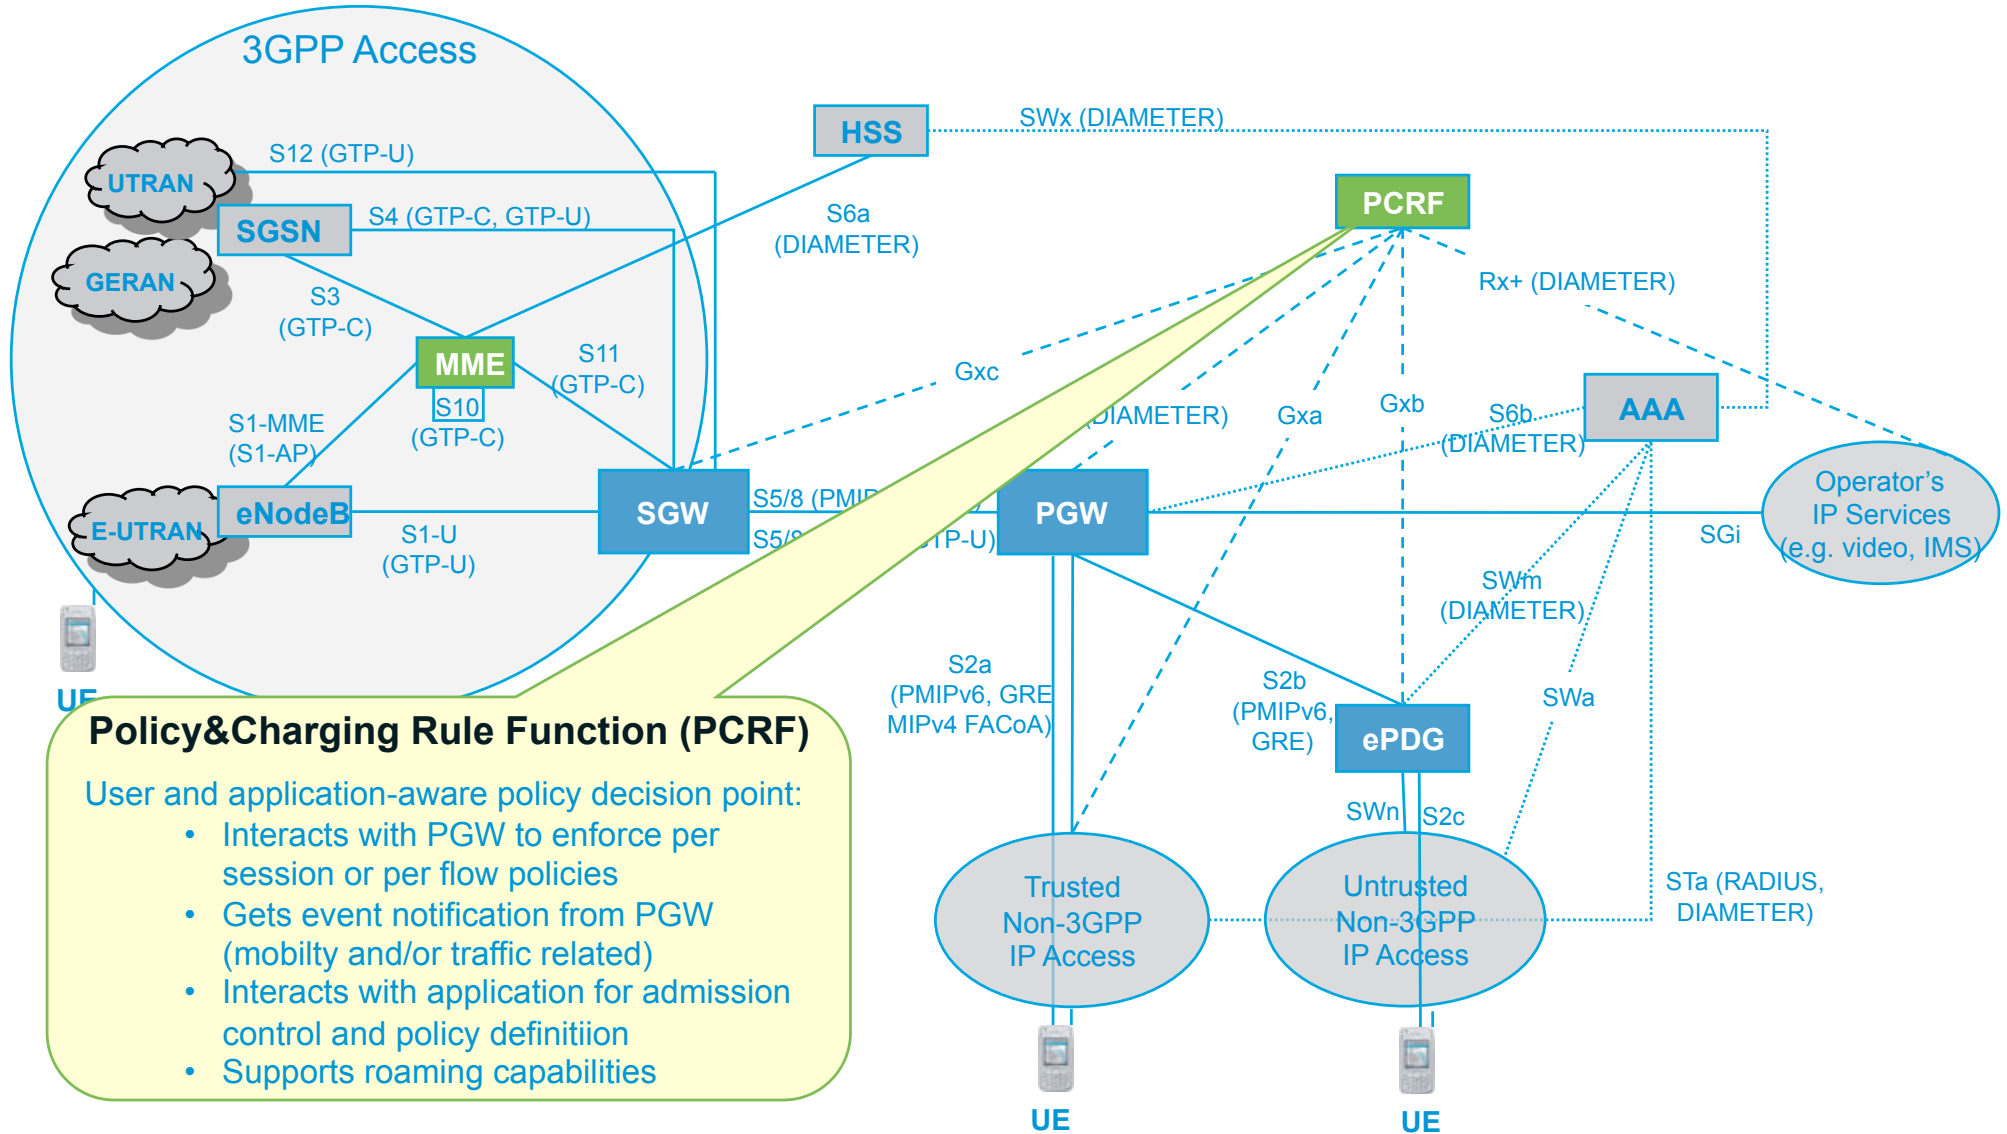 3GPP Access
HSS
SWx (DIAMETER)
S12 (GTP-U)
UTRAN
PCRF
SGSN
S4 (GTP-C, GTP-U)
S6a
(DIAMETER)
GERAN
Rx+ (DIAMETER)
S3
(GTP-C)
MME
S11
(GTP-C)
Gxc
S10
(GTP-C)
DIAMETER)
Gxa
Gxb
S6b
(DIAMETER)
AAA
S1-MME
(S1-AP)
Operator's
IP Services
(e.g. video, IMS)
E-UTRAN
eNodeB
SGW
S5/8
PGW
S5/8
TP-U)
S1-U
(GTP-U)
SGi
SWm
(DIAMETER)
UE
S2a
(PMIPv6, GRE
MIPv4 FACoA)
S2b
(PMIPv6,
GRE)
SWa
ePDG
SWn
S2c
Policy&Charging Rule Function (PCRF)
User and application-aware policy decision point:
• Interacts with PGW to enforce per
session or per flow policies
• Gets event notification from PGW
(mobilty and/or traffic related)
• Interacts with application for admission
control and policy definitiion
• Supports roaming capabilities
Trusted
Non-3GPP
IP Access
Untrusted
Non-3GPP
IP Access
STa (RADIUS,
DIAMETER)
UE
UE